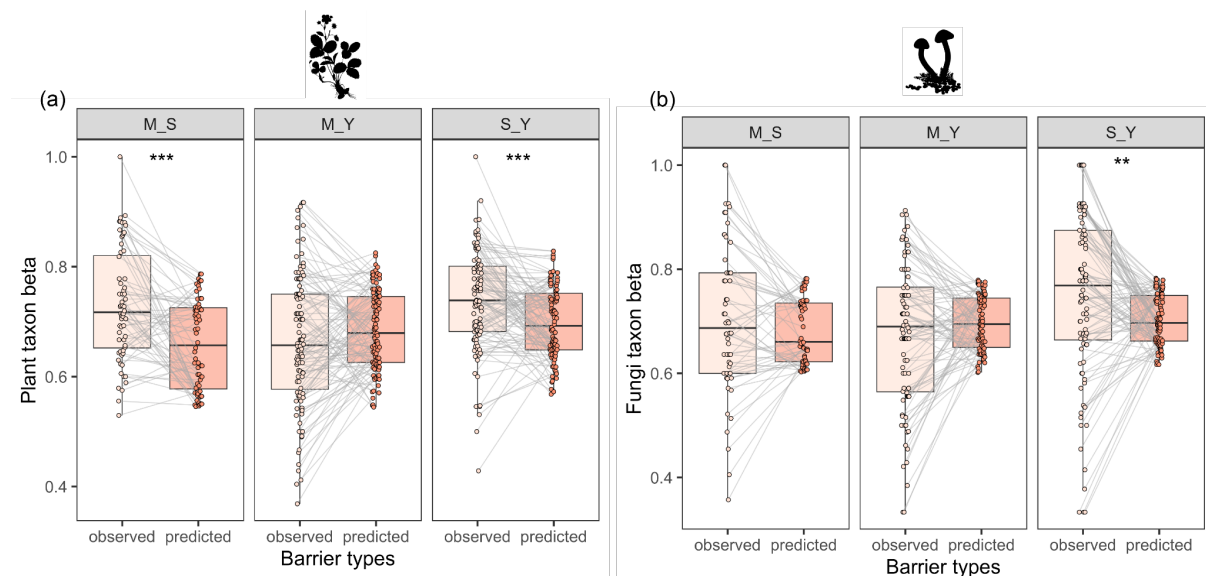 (a)
M_S M_Y S_Y
*** ***
1.0
0.8
0.6
0.4
Plant taxon beta
observed predicted observed predicted observed predicted
Barrier types
(b)
M_S M_Y S_Y
**
1.0
0.8
0.6
0.4
Fungi taxon beta
observed predicted observed predicted observed predicted
Barrier types